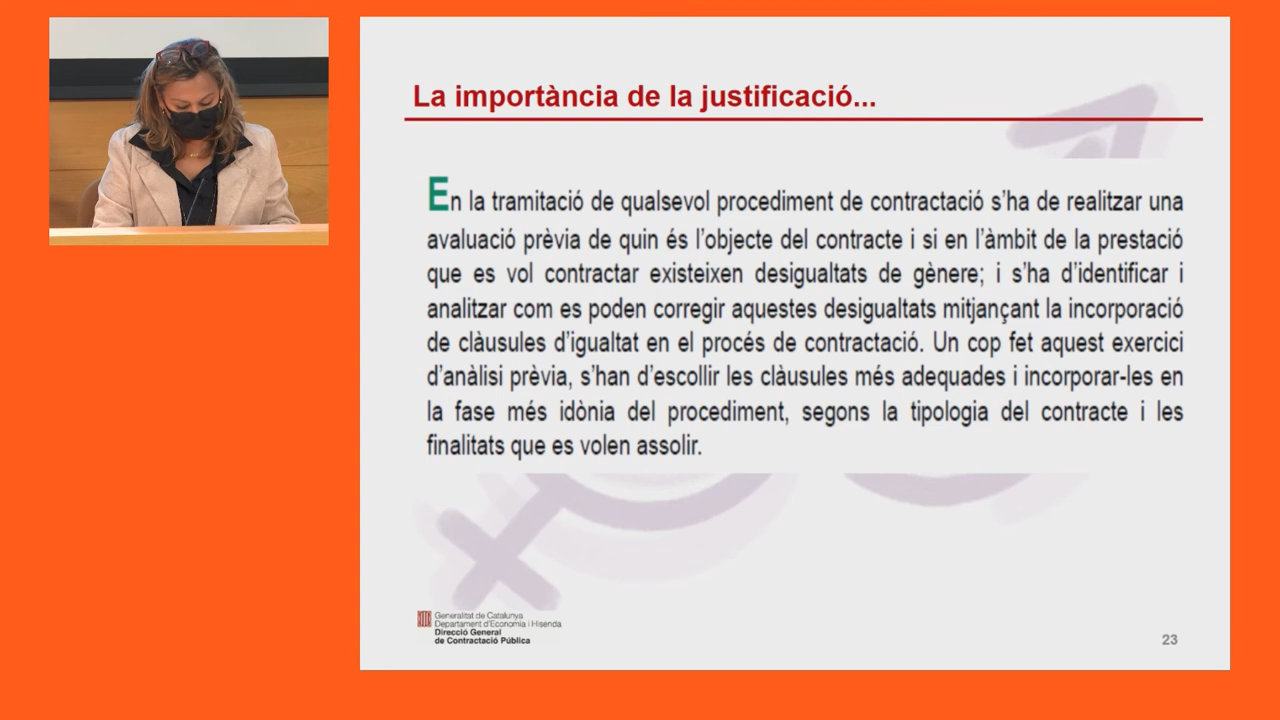 La importància de la justificació...
En la tramitació de qualsevol procediment de contractació s'ha de realitzar una
avaluació prèvia de quin és l'objecte del contracte i si en l'àmbit de la prestació
que es vol contractar existeixen desigualtats de gènere; i s'ha d'identificar i
analitzar com es poden corregir aquestes desigualtats mitjançant la incorporació
de clàusules d'igualtat en el procés de contractació. Un cop fet aquest exercici
d'anàlisi prèvia, s'han d'escollir les clàusules més adequades i incorporar-les en
la fase més idònia del procediment, segons la tipologia del contracte i les
finalitats que es volen assolir.
Generalitat de Catalunya
Departament d'Economia i Hisenda
Direcció General
de Contractació Pública
23